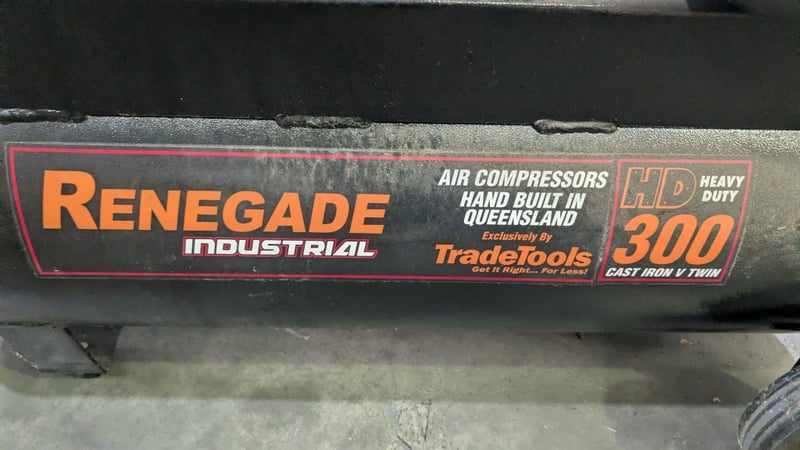 RENEGADE
INDUSTRIAL
AIR COMPRESSORS
HAND BUILT IN
QUEENSLAND
Exclusively By
TradeTools
Get It Right... For Less!
HD HEAVY
DUTY
300
CAST IRON V TWIN